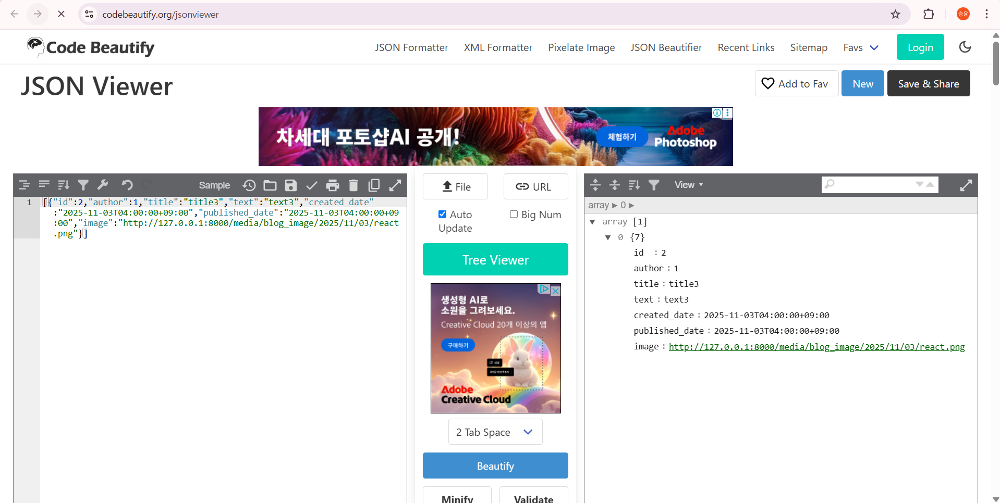 codebeautify.org/jsonviewer
승윤
Code Beautify
JSON Formatter
XML Formatter
Pixelate Image
JSON Beautifier
Recent Links
Sitemap
Favs
Login
JSON Viewer
Add to Fav
New
Save & Share
차세대 포토샵AI 공개!
체험하기
Adobe
Photoshop
Sample
1
[{"id":2,"author":1,"title":"title3","text":"text3","created_date"
:"2025-11-03T04:00:00+09:00","published_date":"2025-11-03T04:00:00+09
:00","image":"http://127.0.0.1:8000/media/blog_image/2025/11/03/react
.png"}]
File
URL
Auto
Update
Big Num
Tree Viewer
생성형 AI로
소원을 그려보세요.
Creative Cloud 20개 이상의 앱
구매하기
Adobe
Creative Cloud
2 Tab Space
Beautify
Minify
Validate
View
array ▶ 0 ▶
▼ array [1]
▼ 0 {7}
id : 2
author : 1
title : title3
text : text3
created_date : 2025-11-03T04:00:00+09:00
published_date : 2025-11-03T04:00:00+09:00
image : http://127.0.0.1:8000/media/blog_image/2025/11/03/react.png